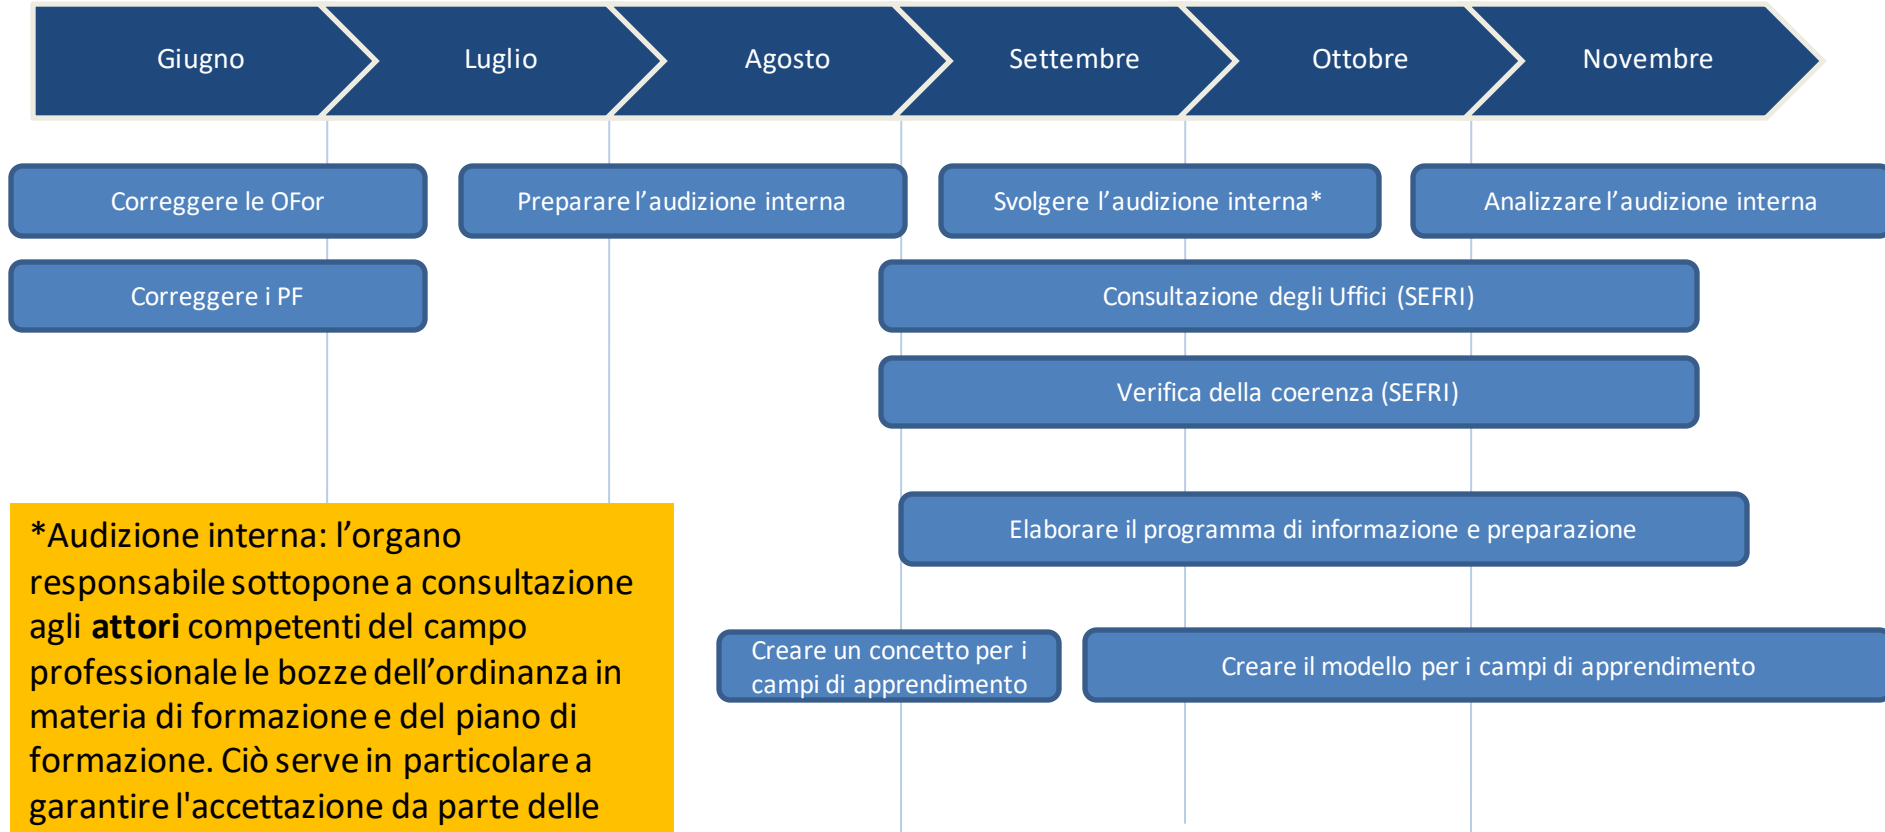 Giugno
Luglio
Agosto
Settembre
Ottobre
Novembre
Correggere le OFor
Preparare l’audizione interna
Svolgere l’audizione interna*
Analizzare l’audizione interna
Correggere i PF
Consultazione degli Uffici (SEFRI)
Verifica della coerenza (SEFRI)
Elaborare il programma di informazione e preparazione
Creare un concetto per i
campi di apprendimento
Creare il modello per i campi di apprendimento
*Audizione interna: l’organo
responsabile sottopone a consultazione
agli attori competenti del campo
professionale le bozze dell’ordinanza in
materia di formazione e del piano di
formazione. Ciò serve in particolare a
garantire l'accettazione da parte delle